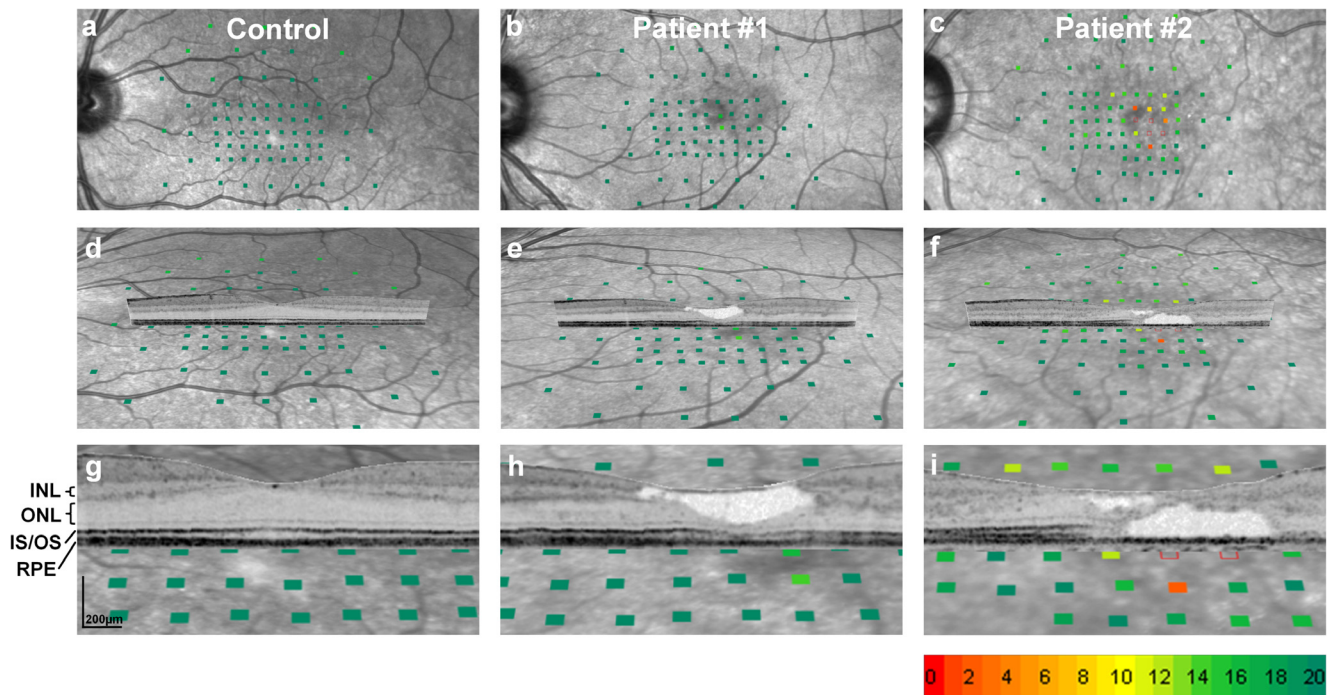 a Control
b Patient #1
c Patient #2
d
e
f
g
h
i
INL
ONL
IS/OS
RPE
200µm
0 2 4 6 8 10 12 14 16 18 20